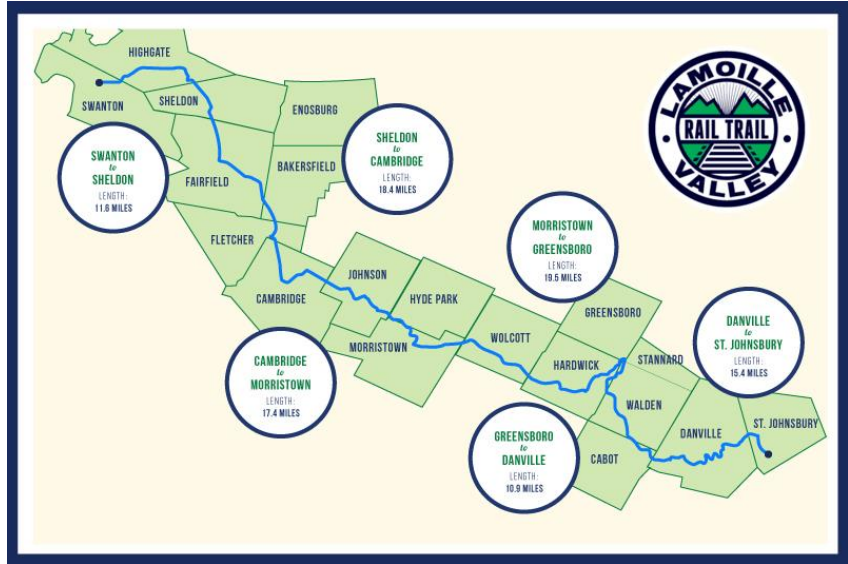 HIGHGATE
SWANTON
SHELDON
ENOSBURG
LAMOILLE
RAIL TRAIL
VALLEY
SWANTON
to
SHELDON
LENGTH:
11.6 MILES
SHELDON
to
CAMBRIDGE
LENGTH:
18.4 MILES
FAIRFIELD
BAKERSFIELD
FLETCHER
MORRISTOWN
to
GREENSBORO
LENGTH:
19.5 MILES
JOHNSON
CAMBRIDGE
HYDE PARK
GREENSBORO
WOLCOTT
MORRISTOWN
HARDWICK
STANNARD
DANVILLE
to
ST. JOHNSBURY
LENGTH:
15.4 MILES
CAMBRIDGE
to
MORRISTOWN
LENGTH:
17.4 MILES
WALDEN
DANVILLE
ST. JOHNSBURY
GREENSBORO
to
DANVILLE
LENGTH:
10.9 MILES
CABOT